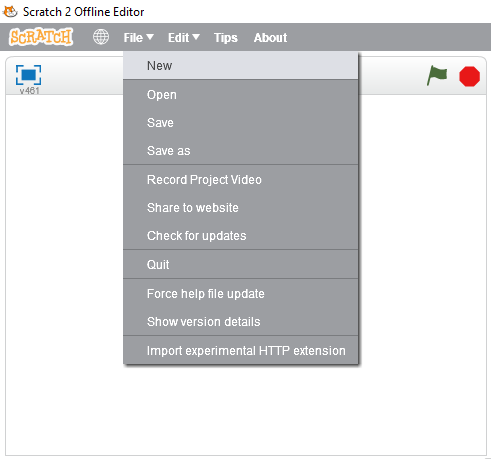 Scratch 2 Offline Editor
SCRATCH File Edit Tips About
v461
New
Open
Save
Save as
Record Project Video
Share to website
Check for updates
Quit
Force help file update
Show version details
Import experimental HTTP extension